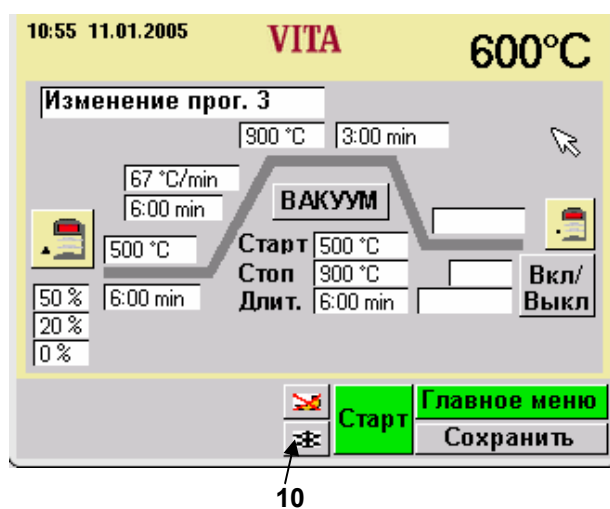 10:55 11.01.2005 VITA 600°C
Изменение прог. 3
900 °C 3:00 min
67 °C/min
6:00 min ВАКУУМ
500 °C Старт 500 °C
Стоп 900 °C Вкл/
50 % 6:00 min Длит. 6:00 min Выкл
20 %
0 %
Старт Главное меню
Сохранить
10